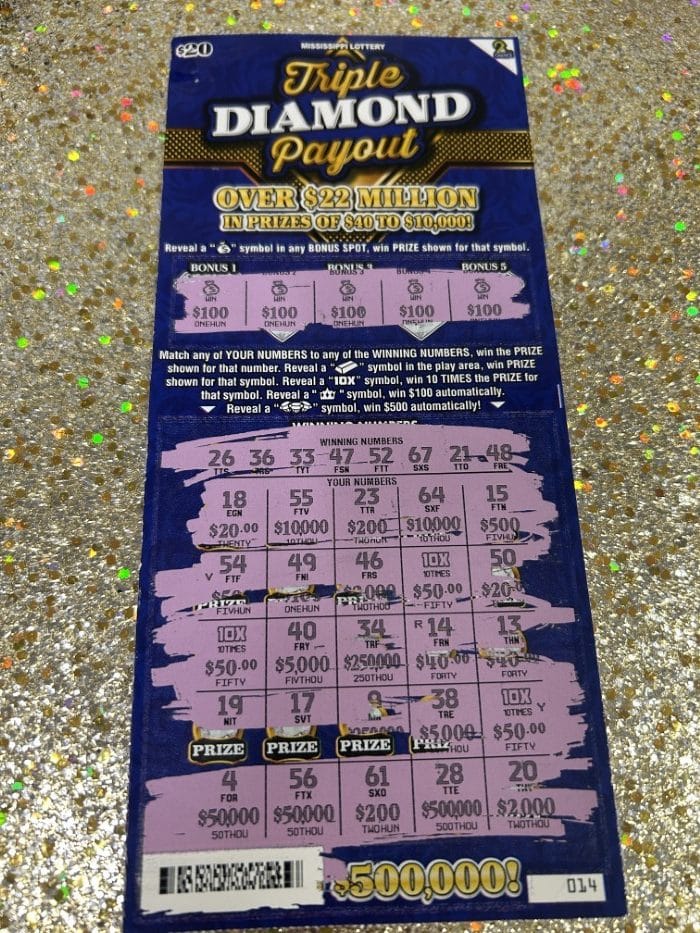 $20
MISSISSIPPI LOTTERY
Triple
DIAMOND
Payout
OVER $22 MILLION
IN PRIZES OF $40 TO $10,000!
Reveal a " " symbol in any BONUS SPOT, win PRIZE shown for that symbol.
BONUS 1 BONUS 3 BONUS 5
WIN WIN WIN WIN WIN
$100 $100 $100 $100 $100
ONEHUN ONEHUN ONEHUN
Match any of YOUR NUMBERS to any of the WINNING NUMBERS, win the PRIZE
shown for that number. Reveal a " " symbol in the play area, win PRIZE
shown for that symbol. Reveal a "10X" symbol, win 10 TIMES the PRIZE for
that symbol. Reveal a " " symbol, win $100 automatically.
Reveal a " " symbol, win $500 automatically!
WINNING NUMBERS
26 36 33 47 52 67 21 48
TYT FSN FTT SXS TTO FRE
YOUR NUMBERS
18 55 23 64 15
EGN FTV TTR SXF FTN
$20.00 $10,000 $200 $10,000 $500
TWENTY 10THOU TWOHUN 10THOU FIVHUN
V 54 49 46 10X 50
FTF FNI FRS 10TIMES
$50.00 $20
FIVHUN ONEHUN TWOTHOU FIFTY
10X 40 34 R 14 13
10TIMES FRY TRF FRN THN
$50.00 $5,000 $250000 $40.00 $40
FIFTY FIVTHOU 250THOU FORTY FORTY
19 17 9 38 10X Y
NIT SVT TRE 10TIMES
$5,000 $50.00
PRIZE PRIZE PRIZE FIFTY
4 56 61 28 20
FOR FTX SXO TTE
$50,000 $50,000 $200 $500000 $2,000
50THOU 50THOU TWOHUN 500THOU TWOTHOU
$500,000!
014